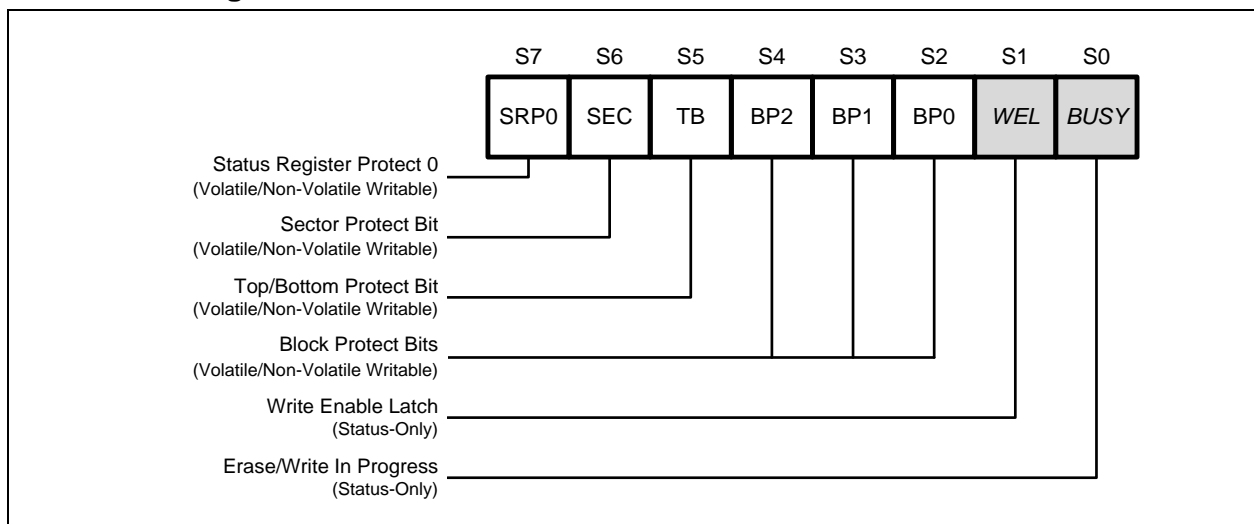 S7 S6 S5 S4 S3 S2 S1 S0
SRP0 SEC TB BP2 BP1 BP0 WEL BUSY
Status Register Protect 0
(Volatile/Non-Volatile Writable)
Sector Protect Bit
(Volatile/Non-Volatile Writable)
Top/Bottom Protect Bit
(Volatile/Non-Volatile Writable)
Block Protect Bits
(Volatile/Non-Volatile Writable)
Write Enable Latch
(Status-Only)
Erase/Write In Progress
(Status-Only)